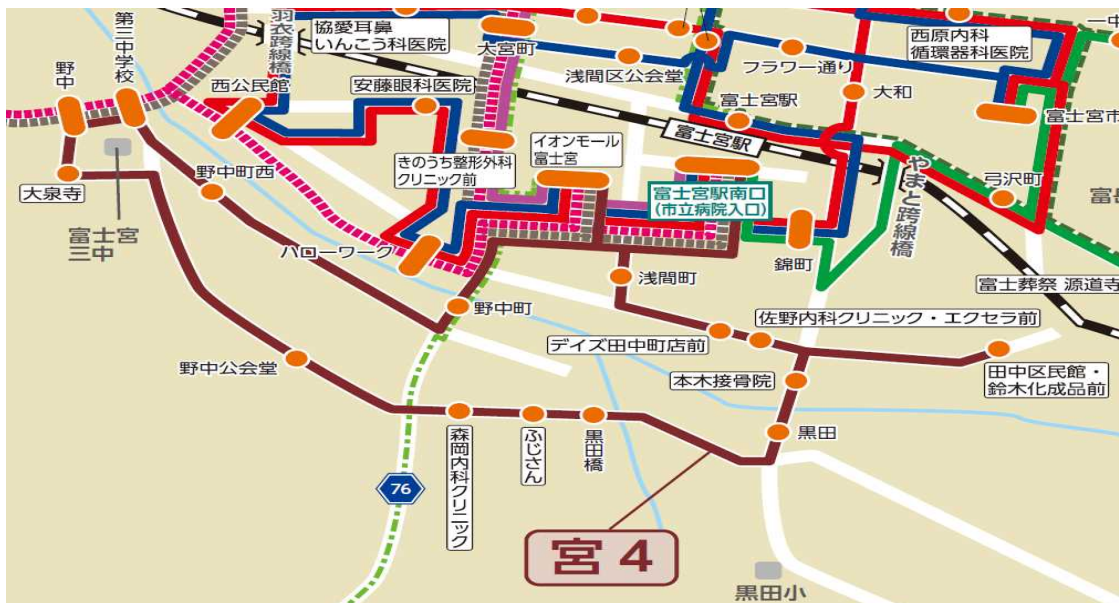 羽衣跨線橋
協愛耳鼻
いんこう科医院
大宮町
浅間区公会堂
フラワー通り
西原内科
循環器科医院
一中
野中
第三中学校
西公民館
安藤眼科医院
富士宮駅
大和
富士宮市
きのうち整形外科
クリニック前
イオンモール
富士宮
富士宮駅
富士宮駅南口
(市立病院入口)
やまと跨線橋
弓沢町
大泉寺
野中町西
富士宮
三中
ハローワーク
浅間町
錦町
富士葬祭 源道寺
野中町
佐野内科クリニック・エクセラ前
デイズ田中町店前
野中公会堂
本木接骨院
田中区民館・
鈴木化成品前
黒田
森岡内科クリニック
ふじさん
黒田橋
76
宮4
黒田小